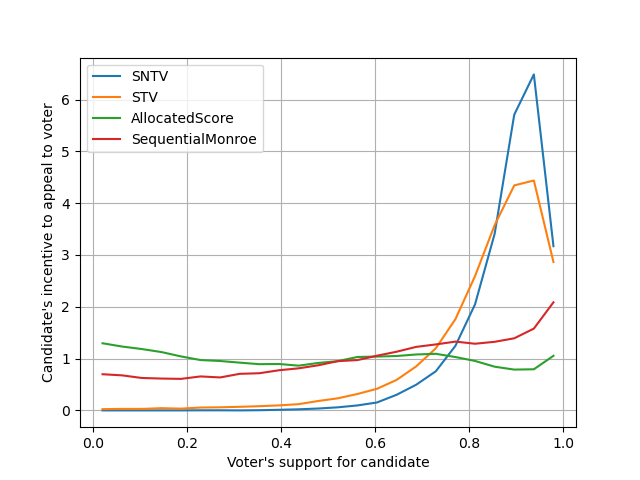 SNTV
STV
AllocatedScore
SequentialMonroe
Candidate's incentive to appeal to voter
6
5
4
3
2
1
0
0.0 0.2 0.4 0.6 0.8 1.0
Voter's support for candidate